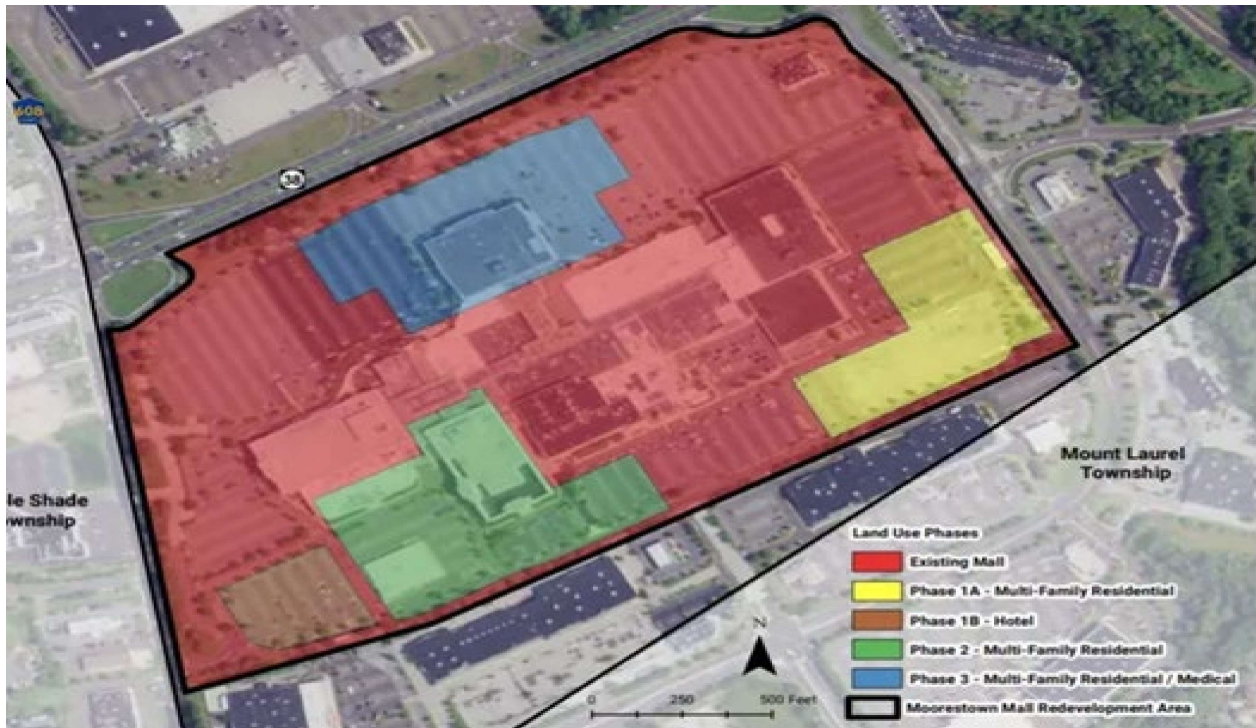 608
38
le Shade
ownship
Mount Laurel
Township
Land Use Phases
Existing Mall
Phase 1A - Multi-Family Residential
Phase 1B - Hotel
Phase 2 - Multi-Family Residential
Phase 3 - Multi-Family Residential / Medical
Moorestown Mall Redevelopment Area
N
0 250 500 Feet